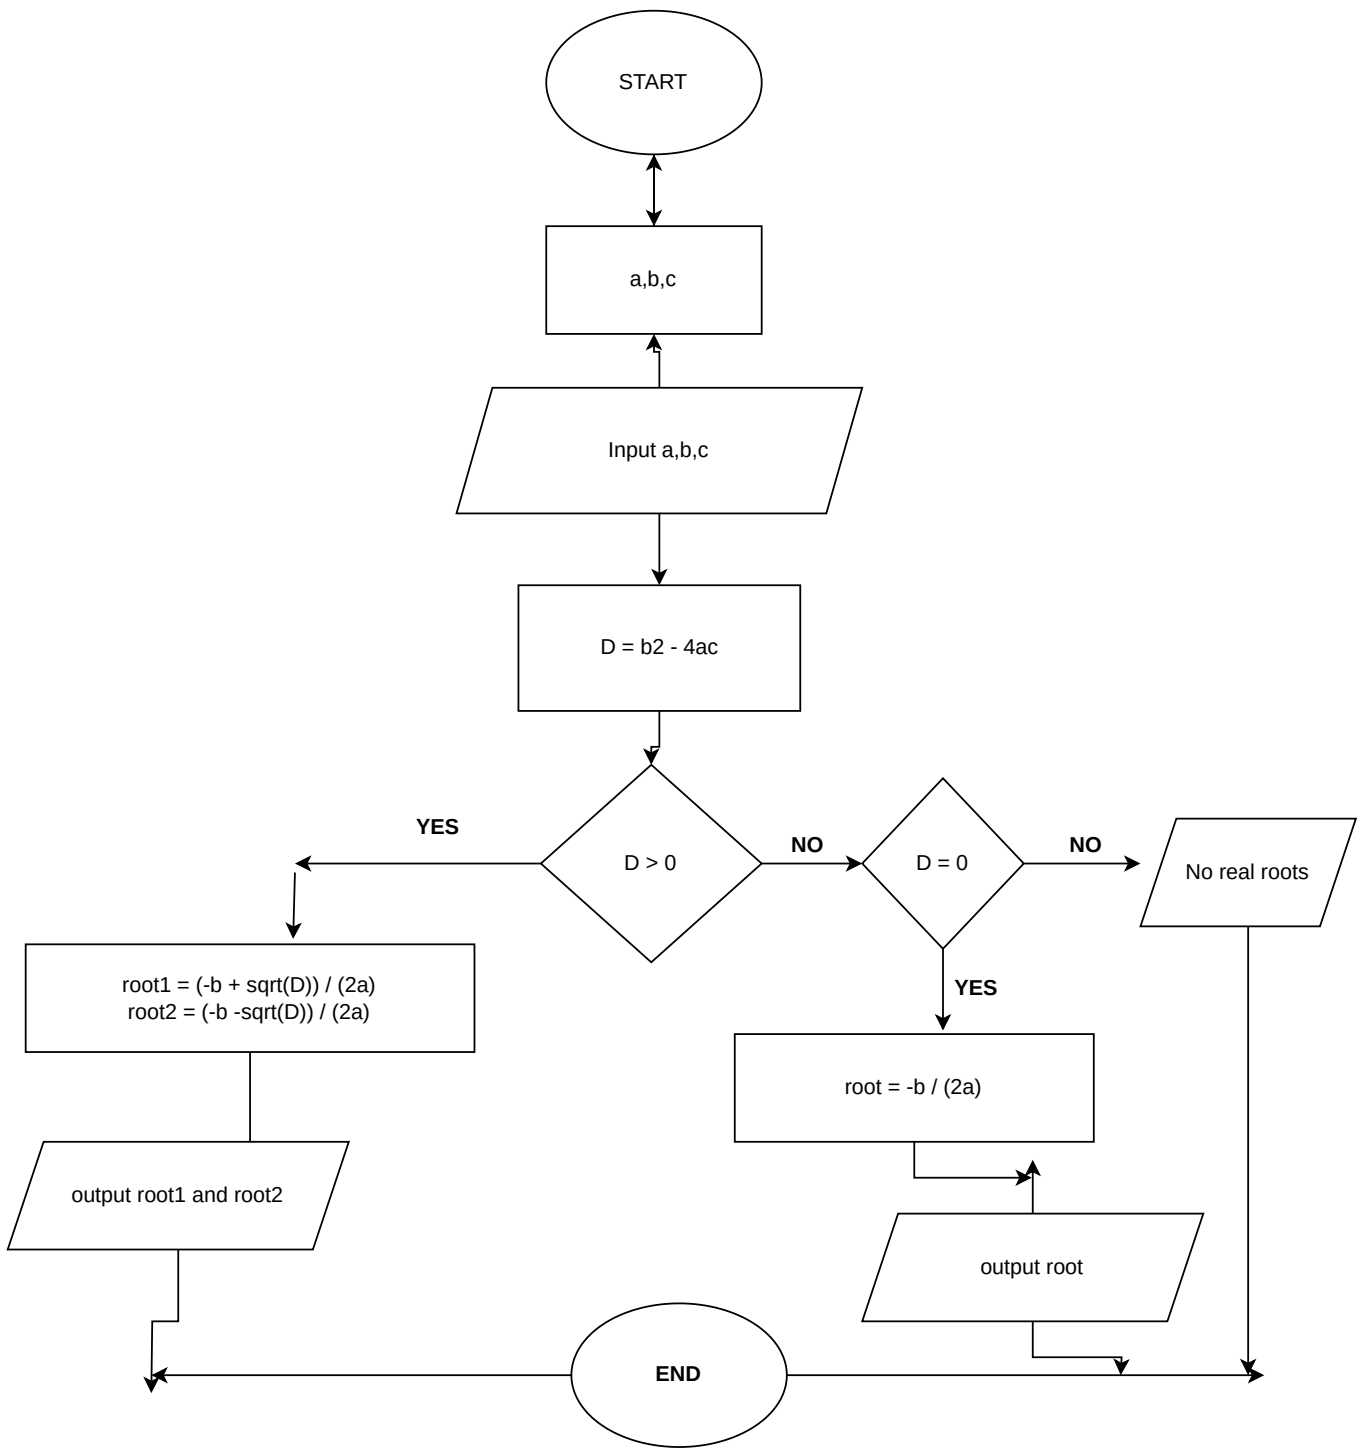 START
a,b,c
Input a,b,c
D = b2 - 4ac
YES
D > 0
NO
D = 0
NO
No real roots
root1 = (-b + sqrt(D)) / (2a)
root2 = (-b -sqrt(D)) / (2a)
YES
root = -b / (2a)
output root1 and root2
output root
END